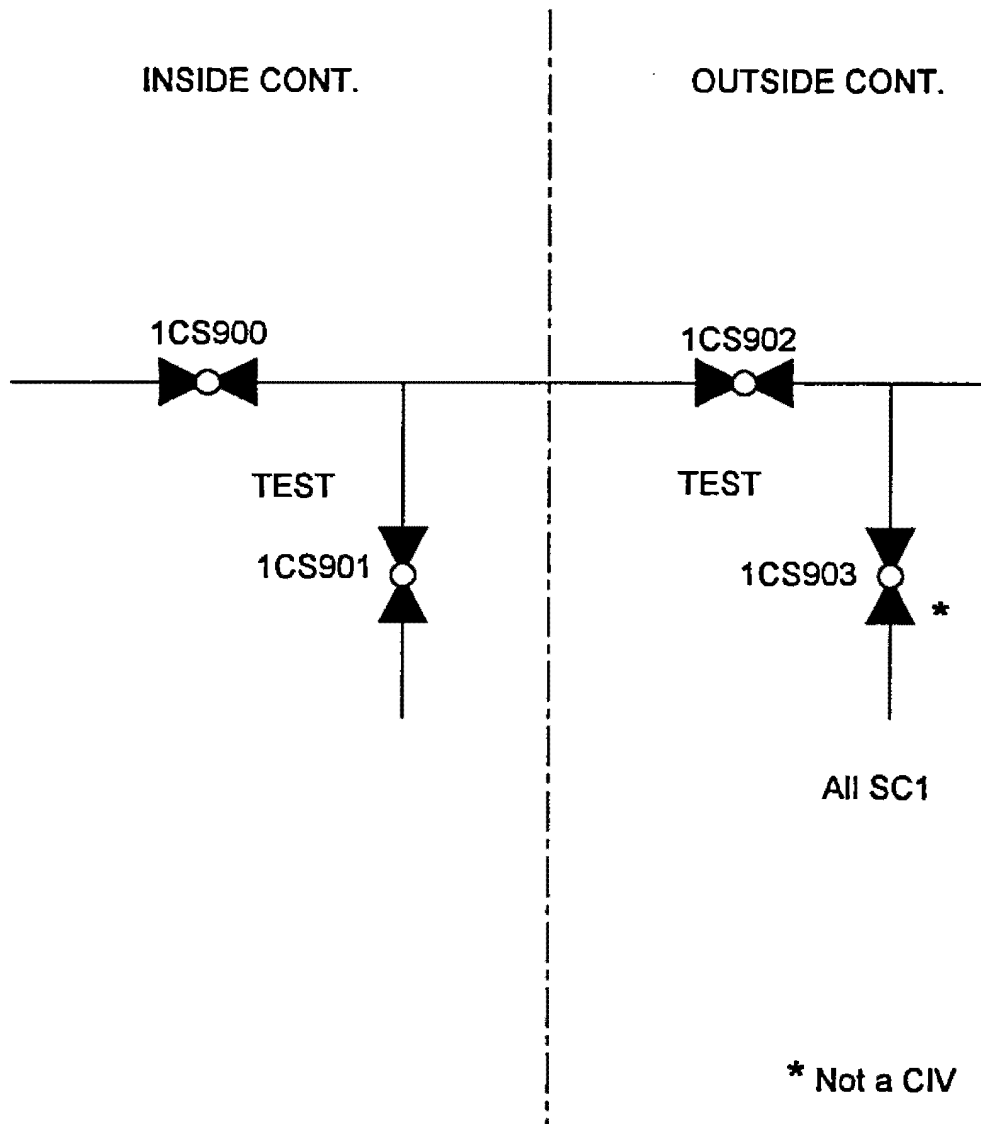 INSIDE CONT.
OUTSIDE CONT.
1CS900
1CS902
TEST
TEST
1CS901
1CS903
*
All SC1
* Not a CIV